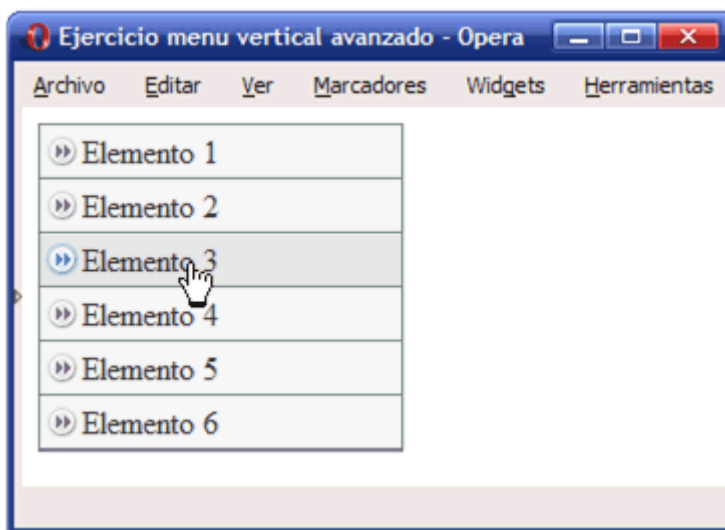 Ejercicio menu vertical avanzado - Opera
Archivo Editar Ver Marcadores Widgets Herramientas
Elemento 1
Elemento 2
Elemento 3
Elemento 4
Elemento 5
Elemento 6